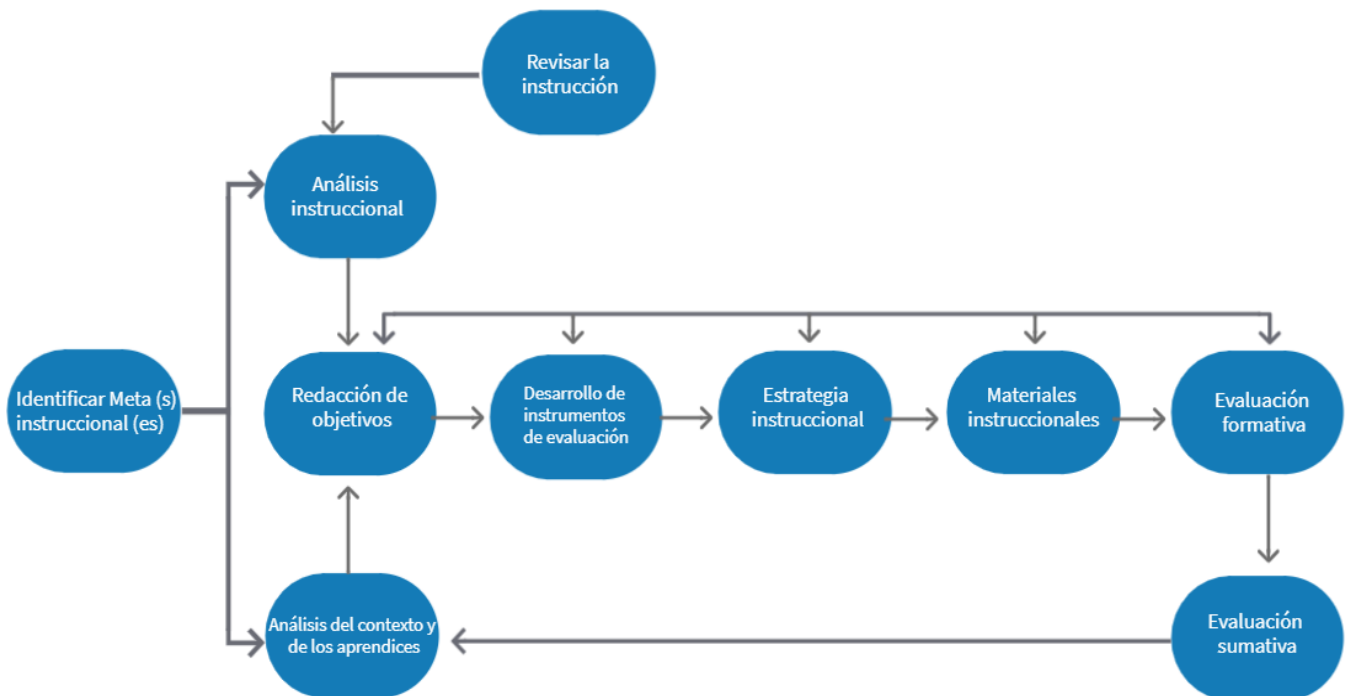 Revisar la
instrucción
Análisis
instruccional
Identificar Meta (s)
instruccional (es)
Redacción de
objetivos
Desarrollo de
instrumentos
de evaluación
Estrategia
instruccional
Materiales
instruccionales
Evaluación
formativa
Análisis del contexto y
de los aprendices
Evaluación
sumativa